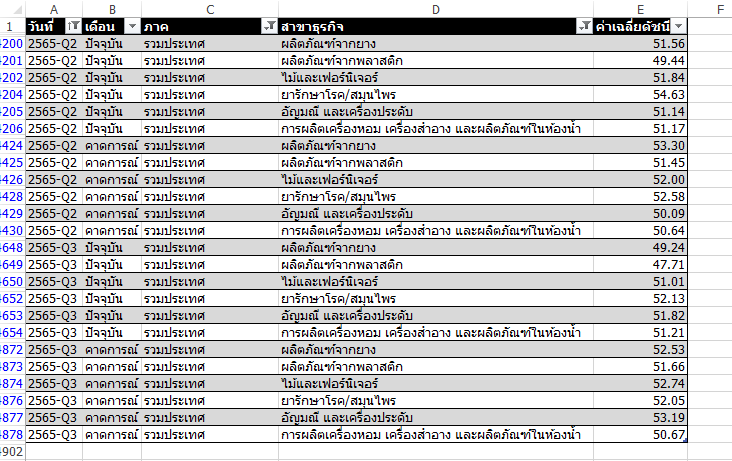 A B C D E F
1 วันที่ เดือน ภาค สาขาธุรกิจ ค่าเฉลี่ยดัชนี
4200 2565-Q2 ปัจจุบัน รวมประเทศ ผลิตภัณฑ์จากยาง 51.56
4201 2565-Q2 ปัจจุบัน รวมประเทศ ผลิตภัณฑ์จากพลาสติก 49.44
4202 2565-Q2 ปัจจุบัน รวมประเทศ ไม้และเฟอร์นิเจอร์ 51.84
4204 2565-Q2 ปัจจุบัน รวมประเทศ ยารักษาโรค/สมุนไพร 54.63
4205 2565-Q2 ปัจจุบัน รวมประเทศ อัญมณี และเครื่องประดับ 51.14
4206 2565-Q2 ปัจจุบัน รวมประเทศ การผลิตเครื่องหอม เครื่องสำอาง และผลิตภัณฑ์ในห้องน้ำ 51.17
4424 2565-Q2 คาดการณ์ รวมประเทศ ผลิตภัณฑ์จากยาง 53.30
4425 2565-Q2 คาดการณ์ รวมประเทศ ผลิตภัณฑ์จากพลาสติก 51.45
4426 2565-Q2 คาดการณ์ รวมประเทศ ไม้และเฟอร์นิเจอร์ 52.00
4428 2565-Q2 คาดการณ์ รวมประเทศ ยารักษาโรค/สมุนไพร 52.58
4429 2565-Q2 คาดการณ์ รวมประเทศ อัญมณี และเครื่องประดับ 50.09
4430 2565-Q2 คาดการณ์ รวมประเทศ การผลิตเครื่องหอม เครื่องสำอาง และผลิตภัณฑ์ในห้องน้ำ 50.64
4648 2565-Q3 ปัจจุบัน รวมประเทศ ผลิตภัณฑ์จากยาง 49.24
4649 2565-Q3 ปัจจุบัน รวมประเทศ ผลิตภัณฑ์จากพลาสติก 47.71
4650 2565-Q3 ปัจจุบัน รวมประเทศ ไม้และเฟอร์นิเจอร์ 51.01
4652 2565-Q3 ปัจจุบัน รวมประเทศ ยารักษาโรค/สมุนไพร 52.13
4653 2565-Q3 ปัจจุบัน รวมประเทศ อัญมณี และเครื่องประดับ 51.82
4654 2565-Q3 ปัจจุบัน รวมประเทศ การผลิตเครื่องหอม เครื่องสำอาง และผลิตภัณฑ์ในห้องน้ำ 51.21
4872 2565-Q3 คาดการณ์ รวมประเทศ ผลิตภัณฑ์จากยาง 52.53
4873 2565-Q3 คาดการณ์ รวมประเทศ ผลิตภัณฑ์จากพลาสติก 51.66
4874 2565-Q3 คาดการณ์ รวมประเทศ ไม้และเฟอร์นิเจอร์ 52.74
4876 2565-Q3 คาดการณ์ รวมประเทศ ยารักษาโรค/สมุนไพร 52.05
4877 2565-Q3 คาดการณ์ รวมประเทศ อัญมณี และเครื่องประดับ 53.19
4878 2565-Q3 คาดการณ์ รวมประเทศ การผลิตเครื่องหอม เครื่องสำอาง และผลิตภัณฑ์ในห้องน้ำ 50.67
4902